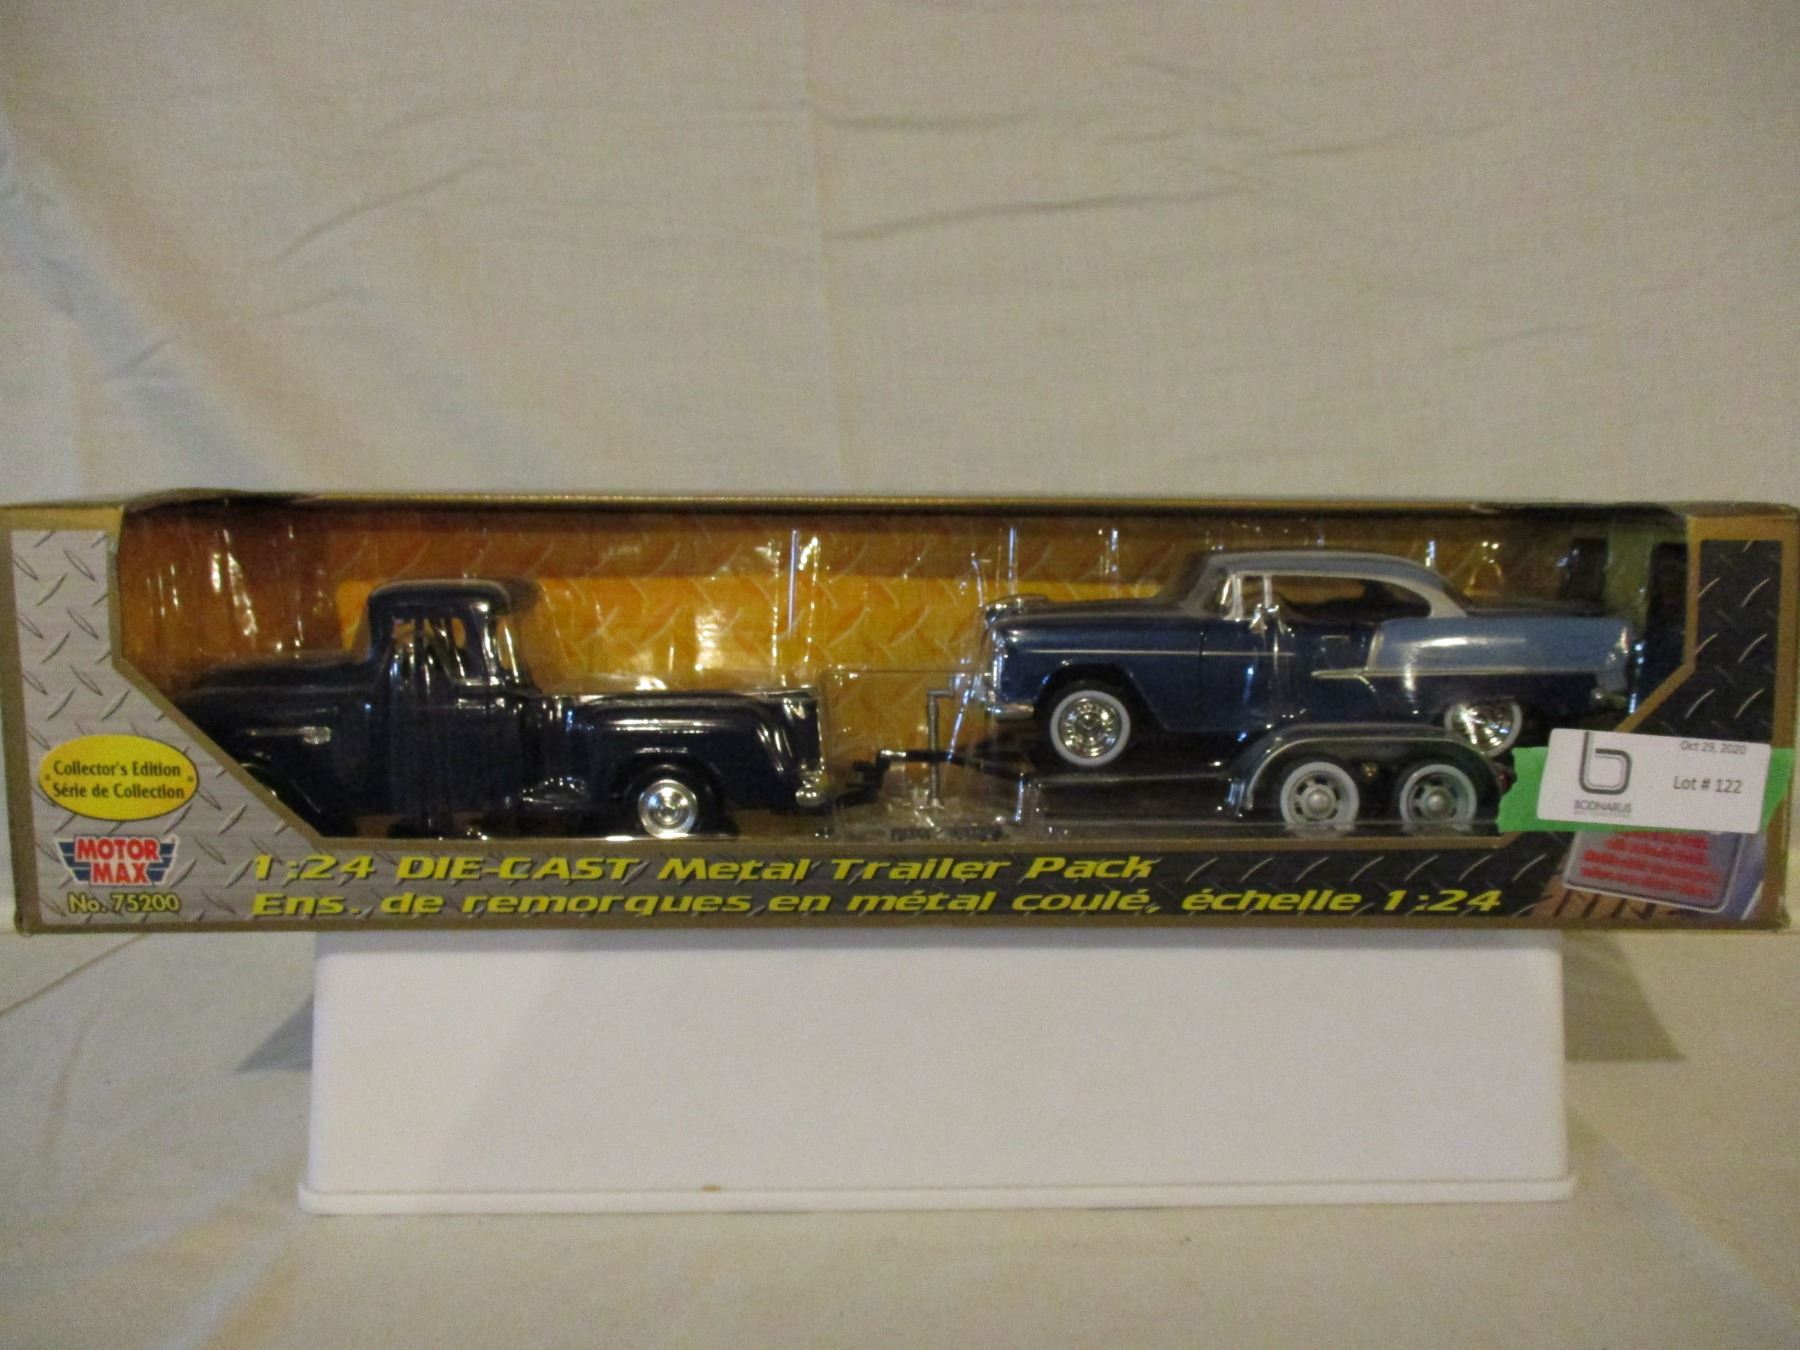 Collector's Edition
Série de Collection
MOTOR
MAX
No. 75200
1:24 DIE-CAST Metal Trailer Pack
Ens. de remorques en métal coulé, échelle 1:24
Oct 29, 2020
Lot # 122
BODNARUS